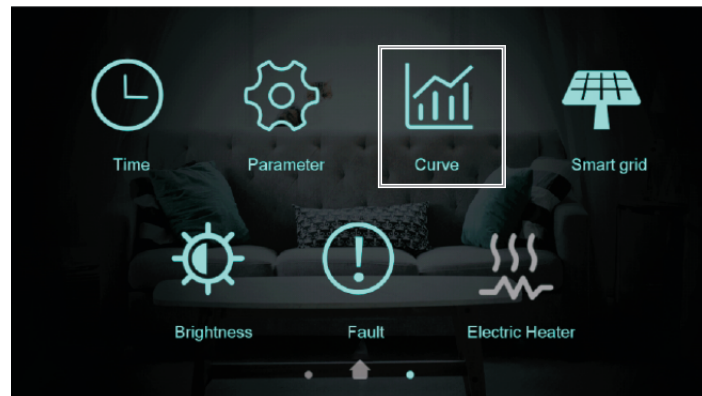 Time
Parameter
Curve
Smart grid
Brightness
Fault
Electric Heater